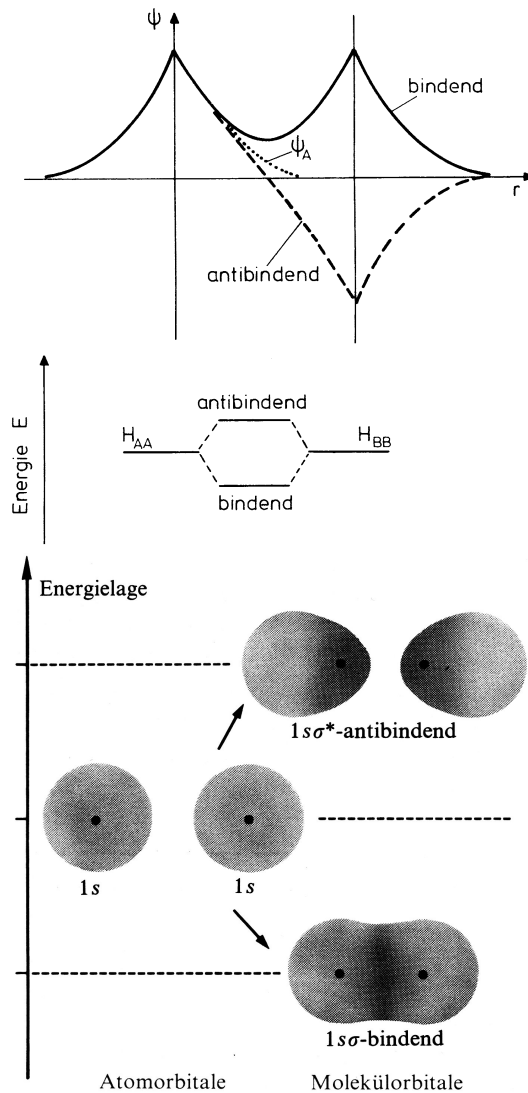 ψ
bindend
ψA
r
antibindend
Energie E
antibindend
HAA
HBB
bindend
Energielage
1sσ*-antibindend
1s
1s
1sσ-bindend
Atomorbitale
Molekülorbitale